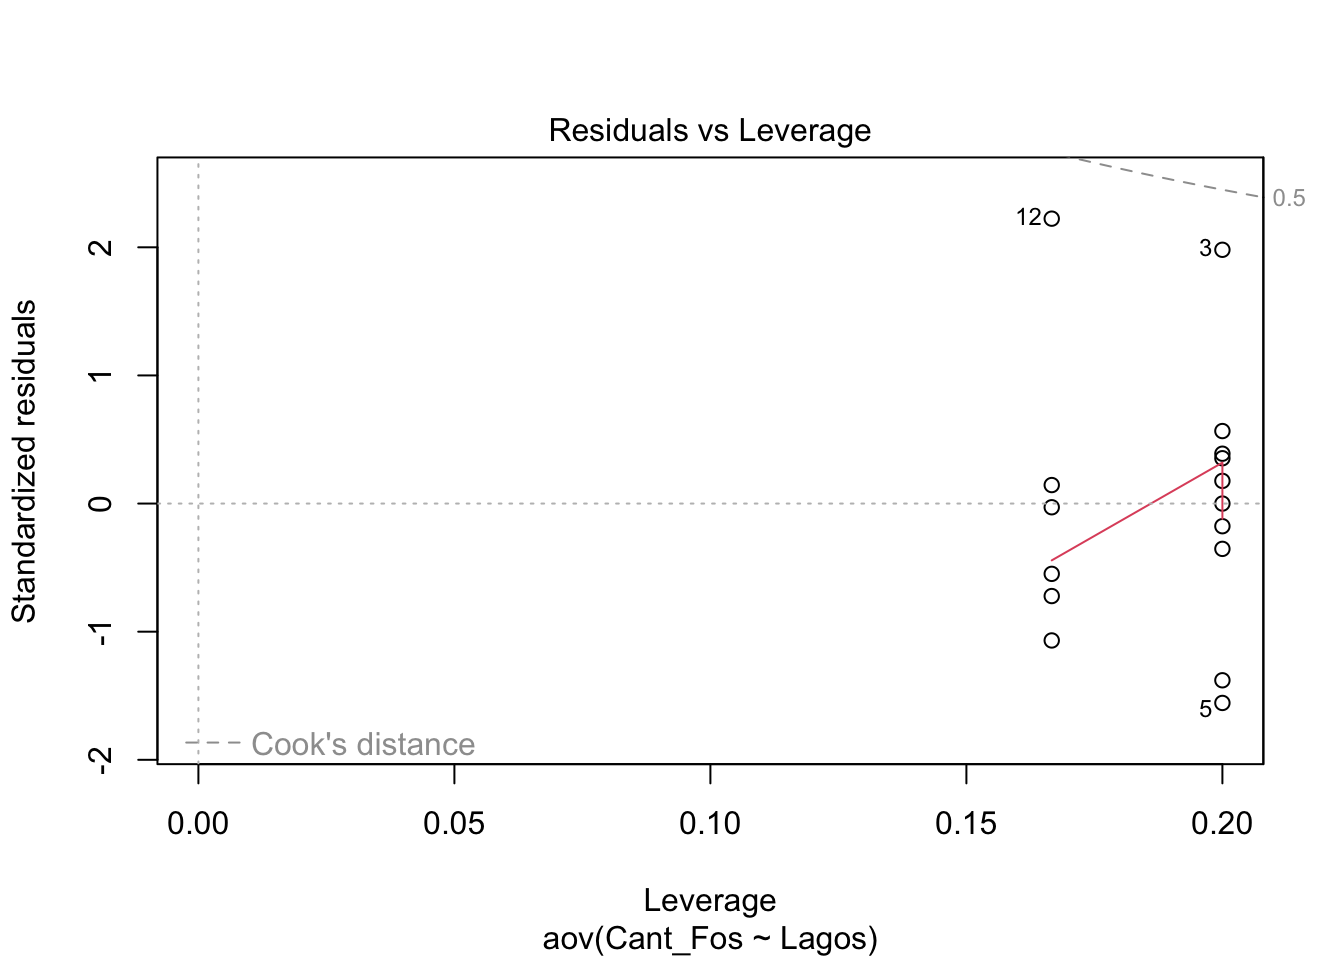 Residuals vs Leverage
0.5
12
3
5
2
1
0
-1
-2
Standardized residuals
Cook's distance
0.00 0.05 0.10 0.15 0.20
Leverage
aov(Cant_Fos ~ Lagos)